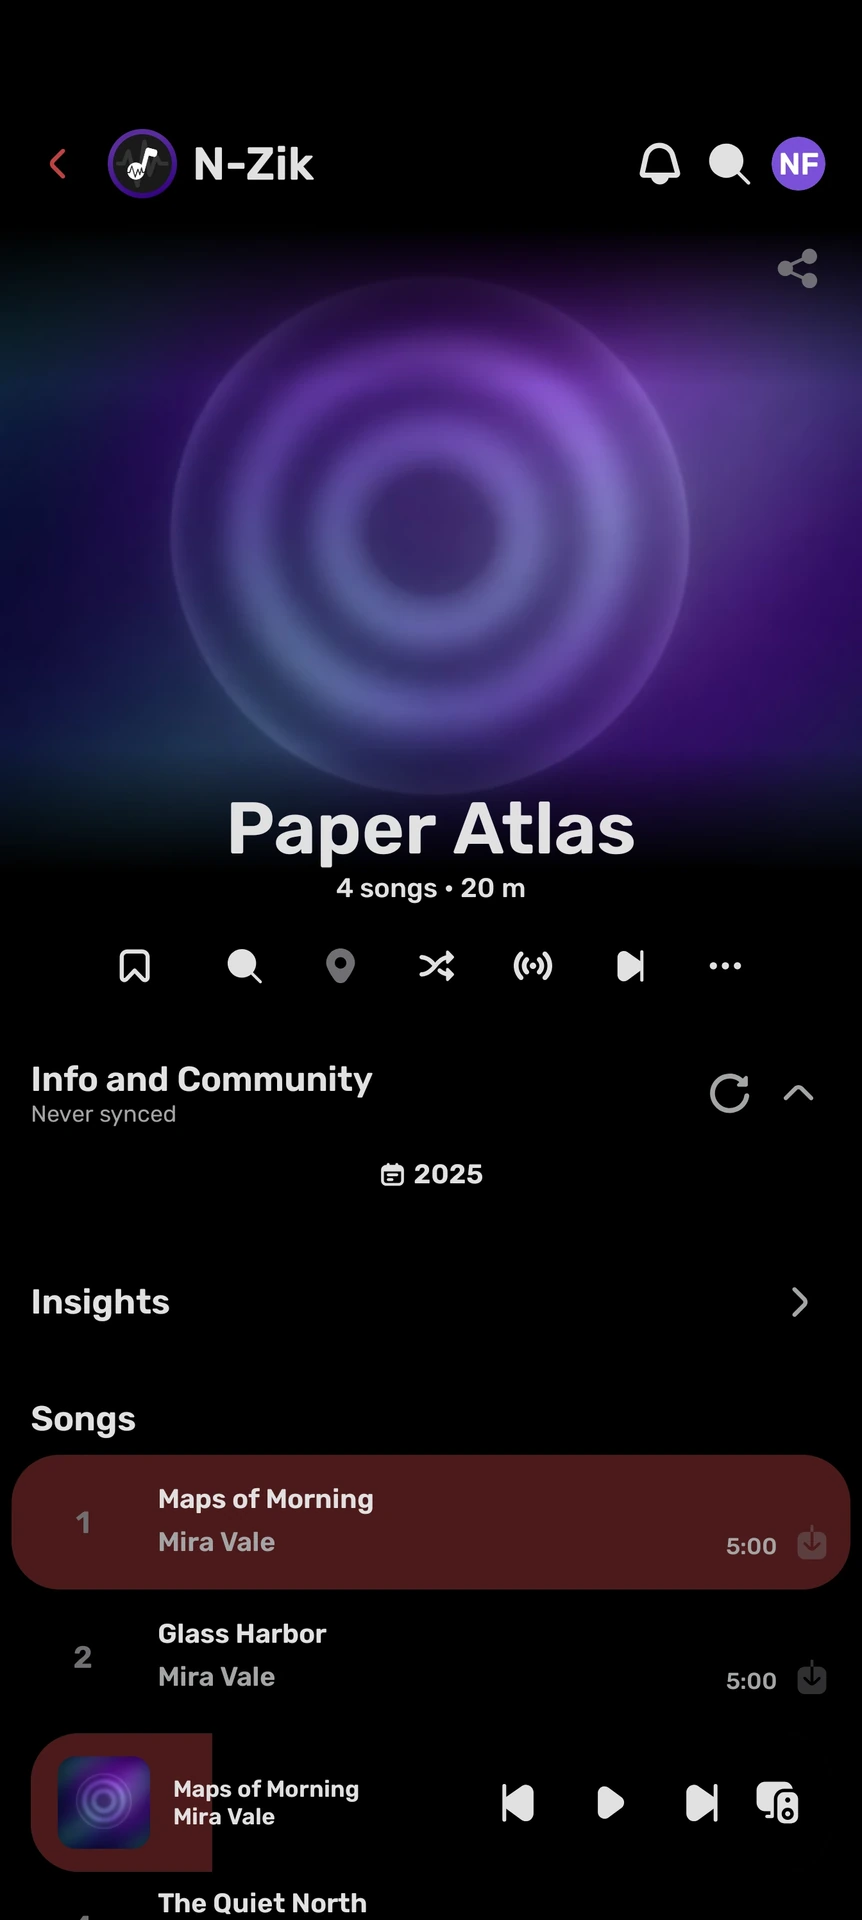 N-Zik
NF
Paper Atlas
4 songs • 20 m
Info and Community
Never synced
2025
Insights
Songs
1
Maps of Morning
Mira Vale
5:00
2
Glass Harbor
Mira Vale
5:00
Maps of Morning
Mira Vale
The Quiet North